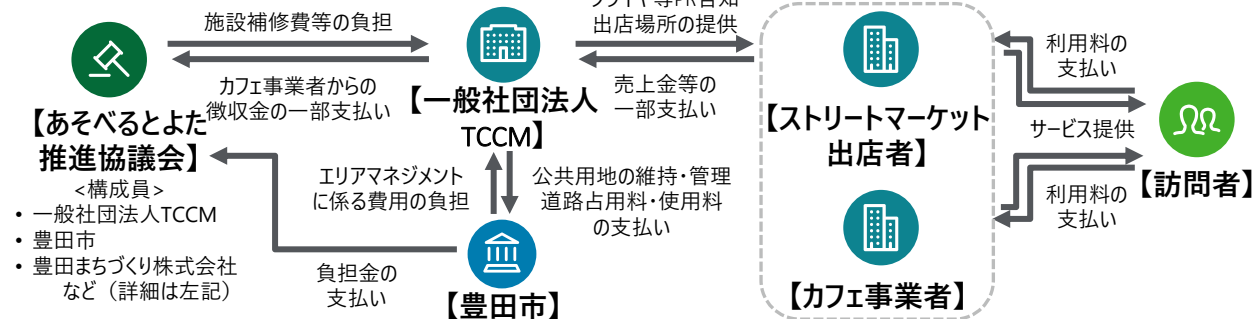 施設補修費等の負担
カフェ事業者からの
徴収金の一部支払い
【あそべるとよた
推進協議会】
<構成員>
• 一般社団法人TCCM
• 豊田市
• 豊田まちづくり株式会社
など（詳細は左記）
【一般社団法人
TCCM】
出店場所の提供
売上金等の
一部支払い
エリアマネジメント
に係る費用の負担
公共用地の維持・管理
道路占用料・使用料
の支払い
負担金の
支払い
【豊田市】
【ストリートマーケット
出店者】
【カフェ事業者】
利用料の
支払い
サービス提供
利用料の
支払い
【訪問者】